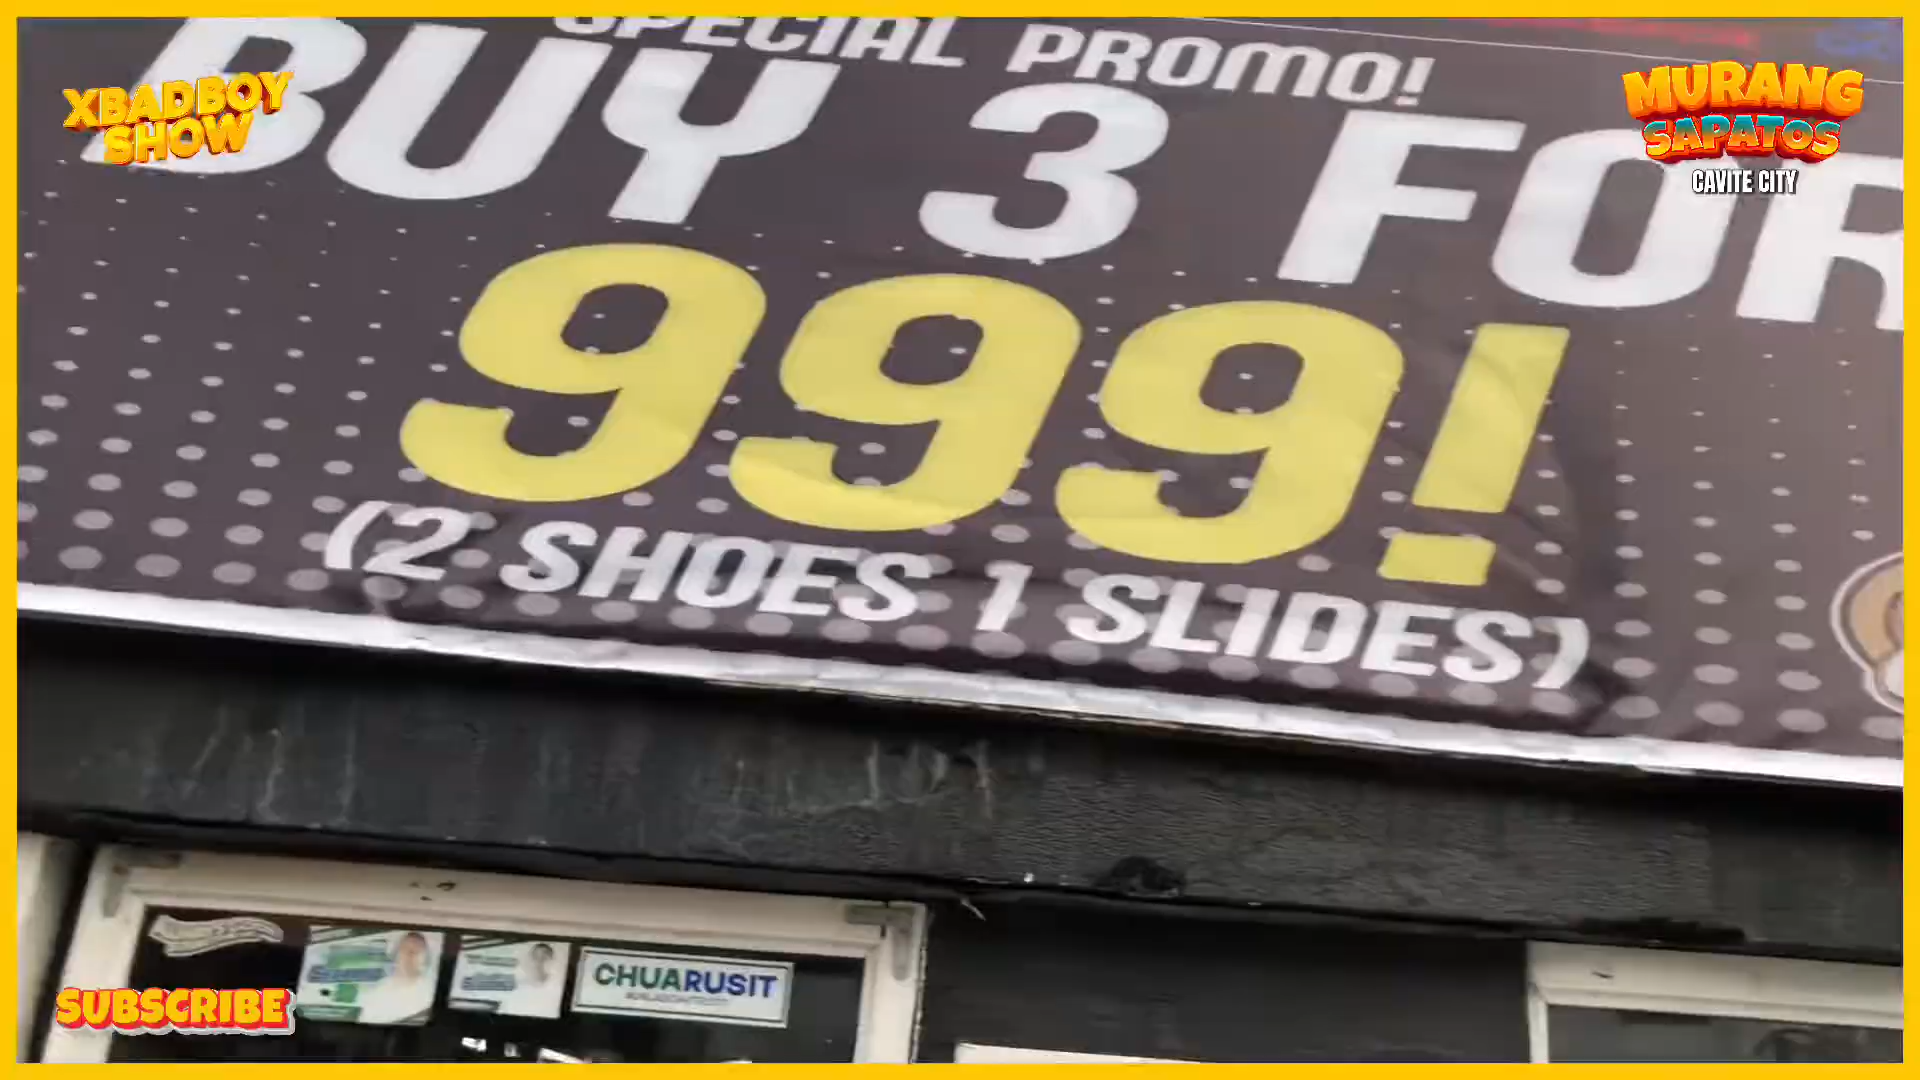 SPECIAL PROMO!
BUY 3 FOR
999!
(2 SHOES 1 SLIDES)
XBADBOY
SHOW
MURANG
SAPATOS
CAVITE CITY
CHUARUSIT
SUBSCRIBE